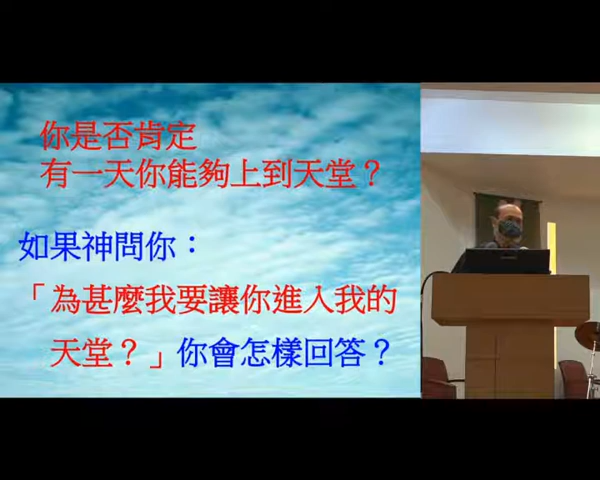 你是否肯定
有一天你能夠上到天堂？
如果神問你：
「為甚麼我要讓你進入我的
天堂？」你會怎樣回答？